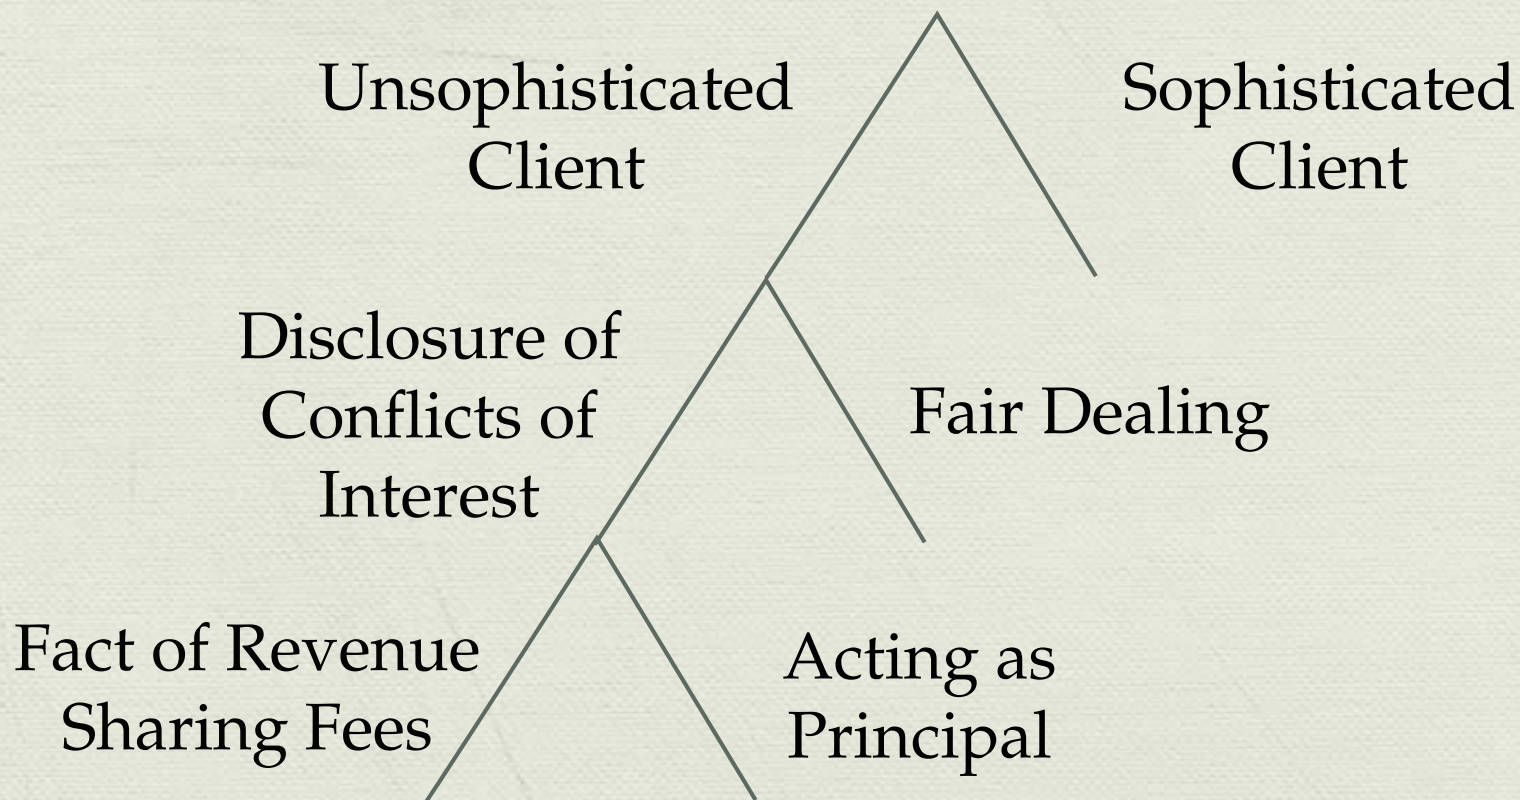 Unsophisticated
Client
Sophisticated
Client
Disclosure of
Conflicts of
Interest
Fair Dealing
Fact of Revenue
Sharing Fees
Acting as
Principal